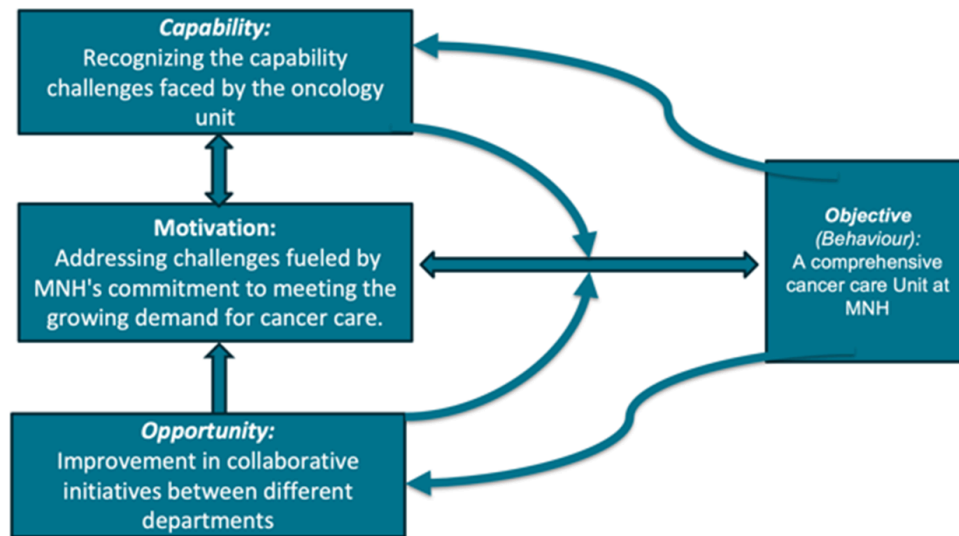 Capability:
Recognizing the capability
challenges faced by the oncology
unit
Motivation:
Addressing challenges fueled by
MNH's commitment to meeting the
growing demand for cancer care.
Opportunity:
Improvement in collaborative
initiatives between different
departments
Objective
(Behaviour):
A comprehensive
cancer care Unit at
MNH